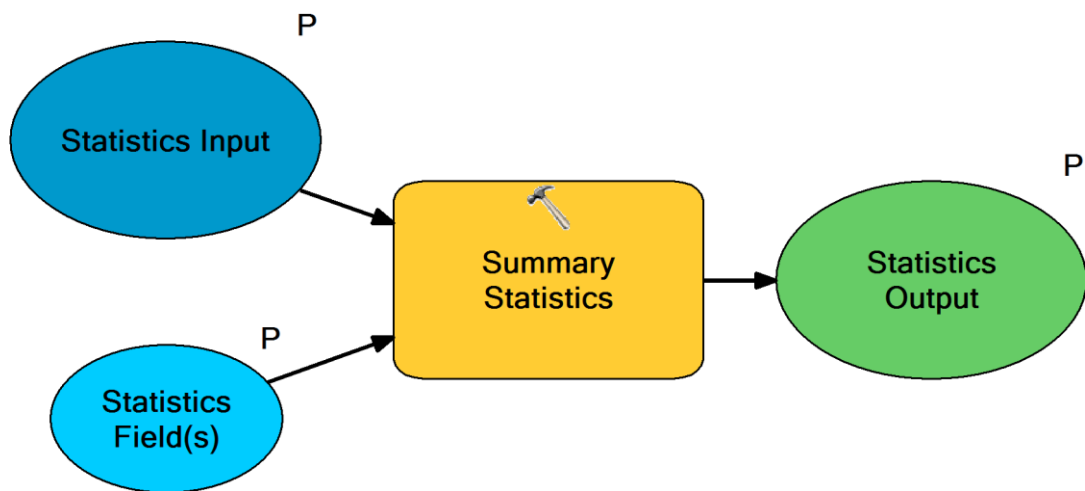 P
Statistics Input
P
Summary
Statistics
Statistics
Output
P
Statistics
Field(s)